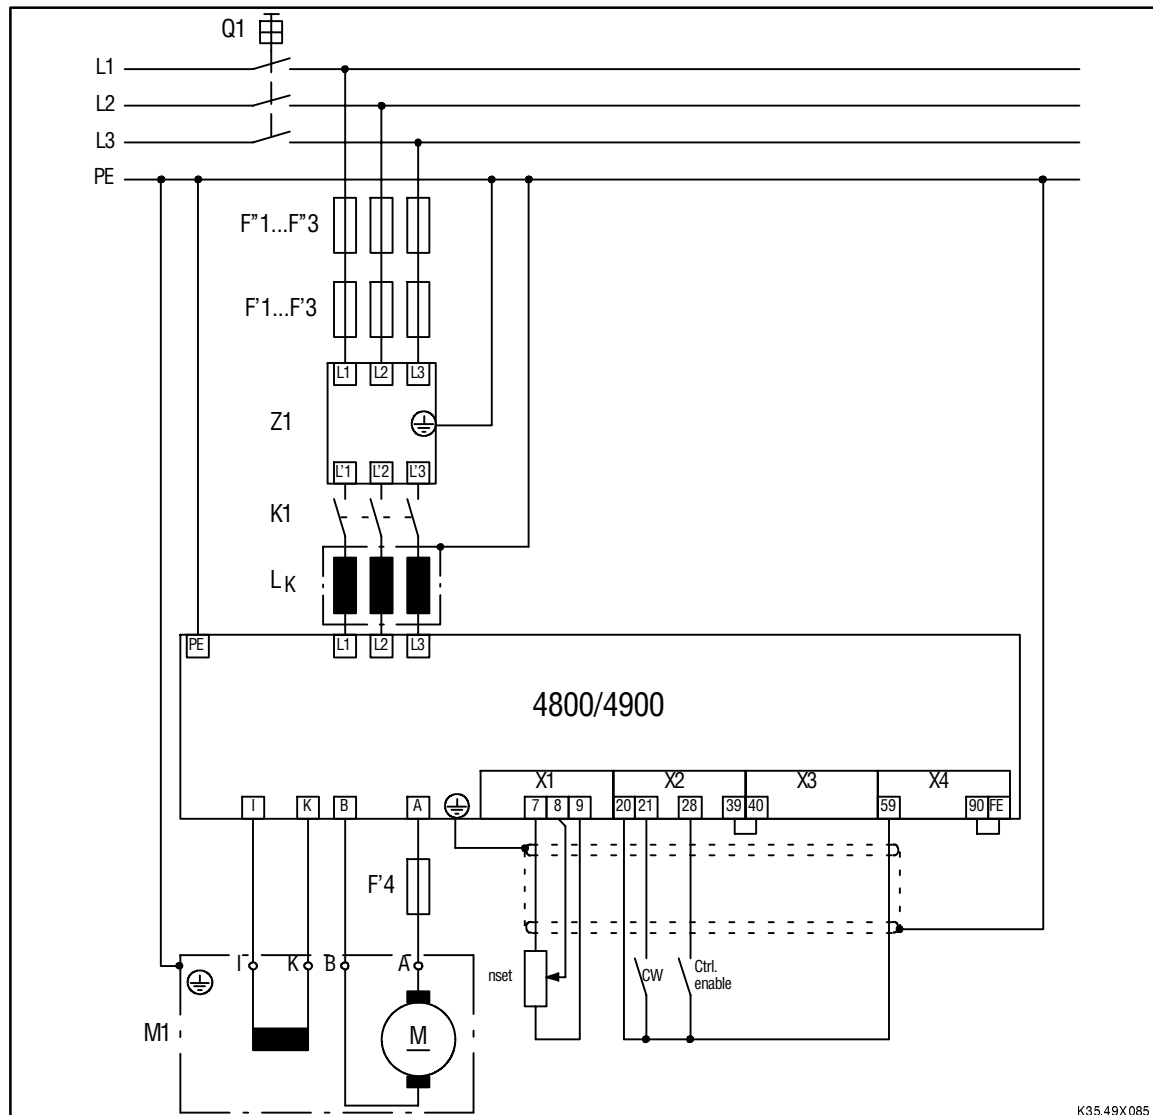 Q1
L1
L2
L3
PE
F"1...F"3
F'1...F'3
L1 L2 L3
Z1
L'1 L'2 L'3
K1
LK
PE L1 L2 L3
4800/4900
X1 X2 X3 X4
I K B A 7 8 9 20 21 28 39 40 59 90 FE
F'4
I K B A
nset CW Ctrl.
enable
M1 M
K35.49X085